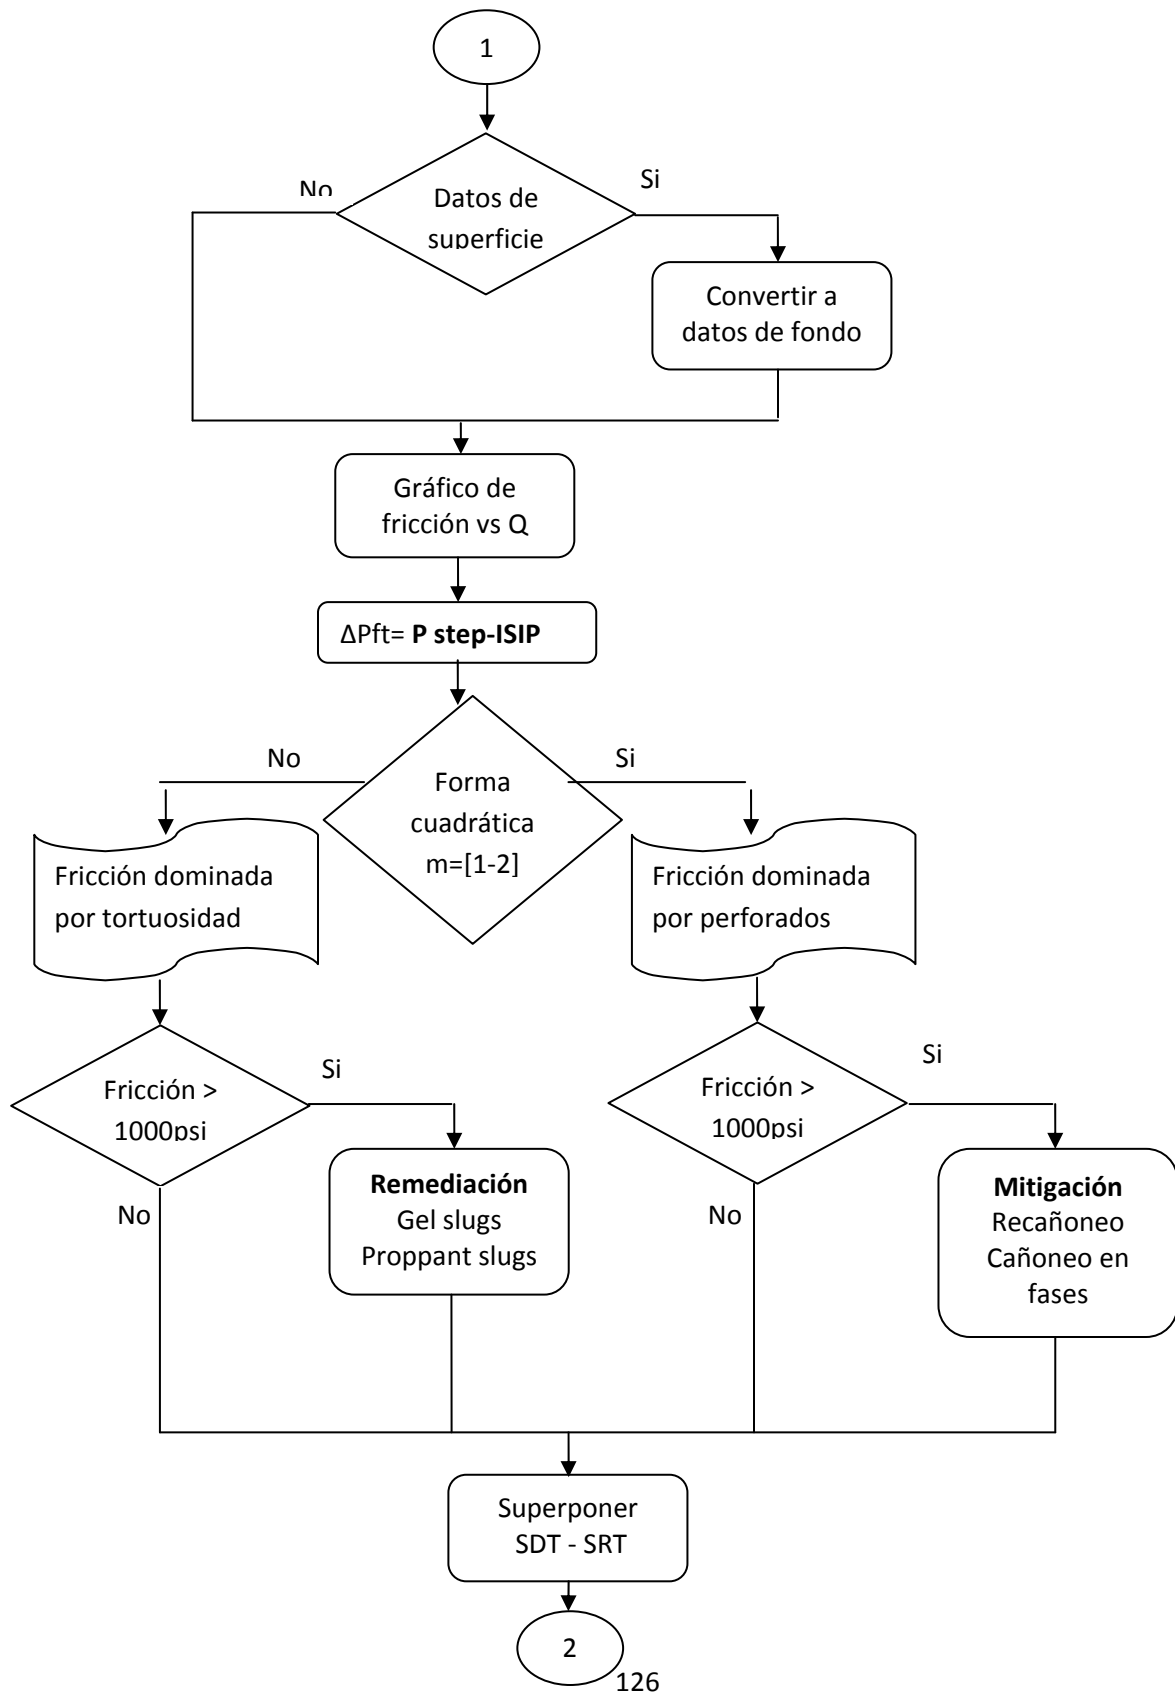 1
No
Si
Datos de
superficie
Convertir a
datos de fondo
Gráfico de
fricción vs Q
ΔPft= P step-ISIP
No
Si
Forma
cuadrática
m=[1-2]
Fricción dominada
por tortuosidad
Fricción dominada
por perforados
Fricción >
1000psi
Si
No
Remediación
Gel slugs
Proppant slugs
Fricción >
1000psi
Si
No
Mitigación
Recañoneo
Cañoneo en
fases
Superponer
SDT - SRT
2
126